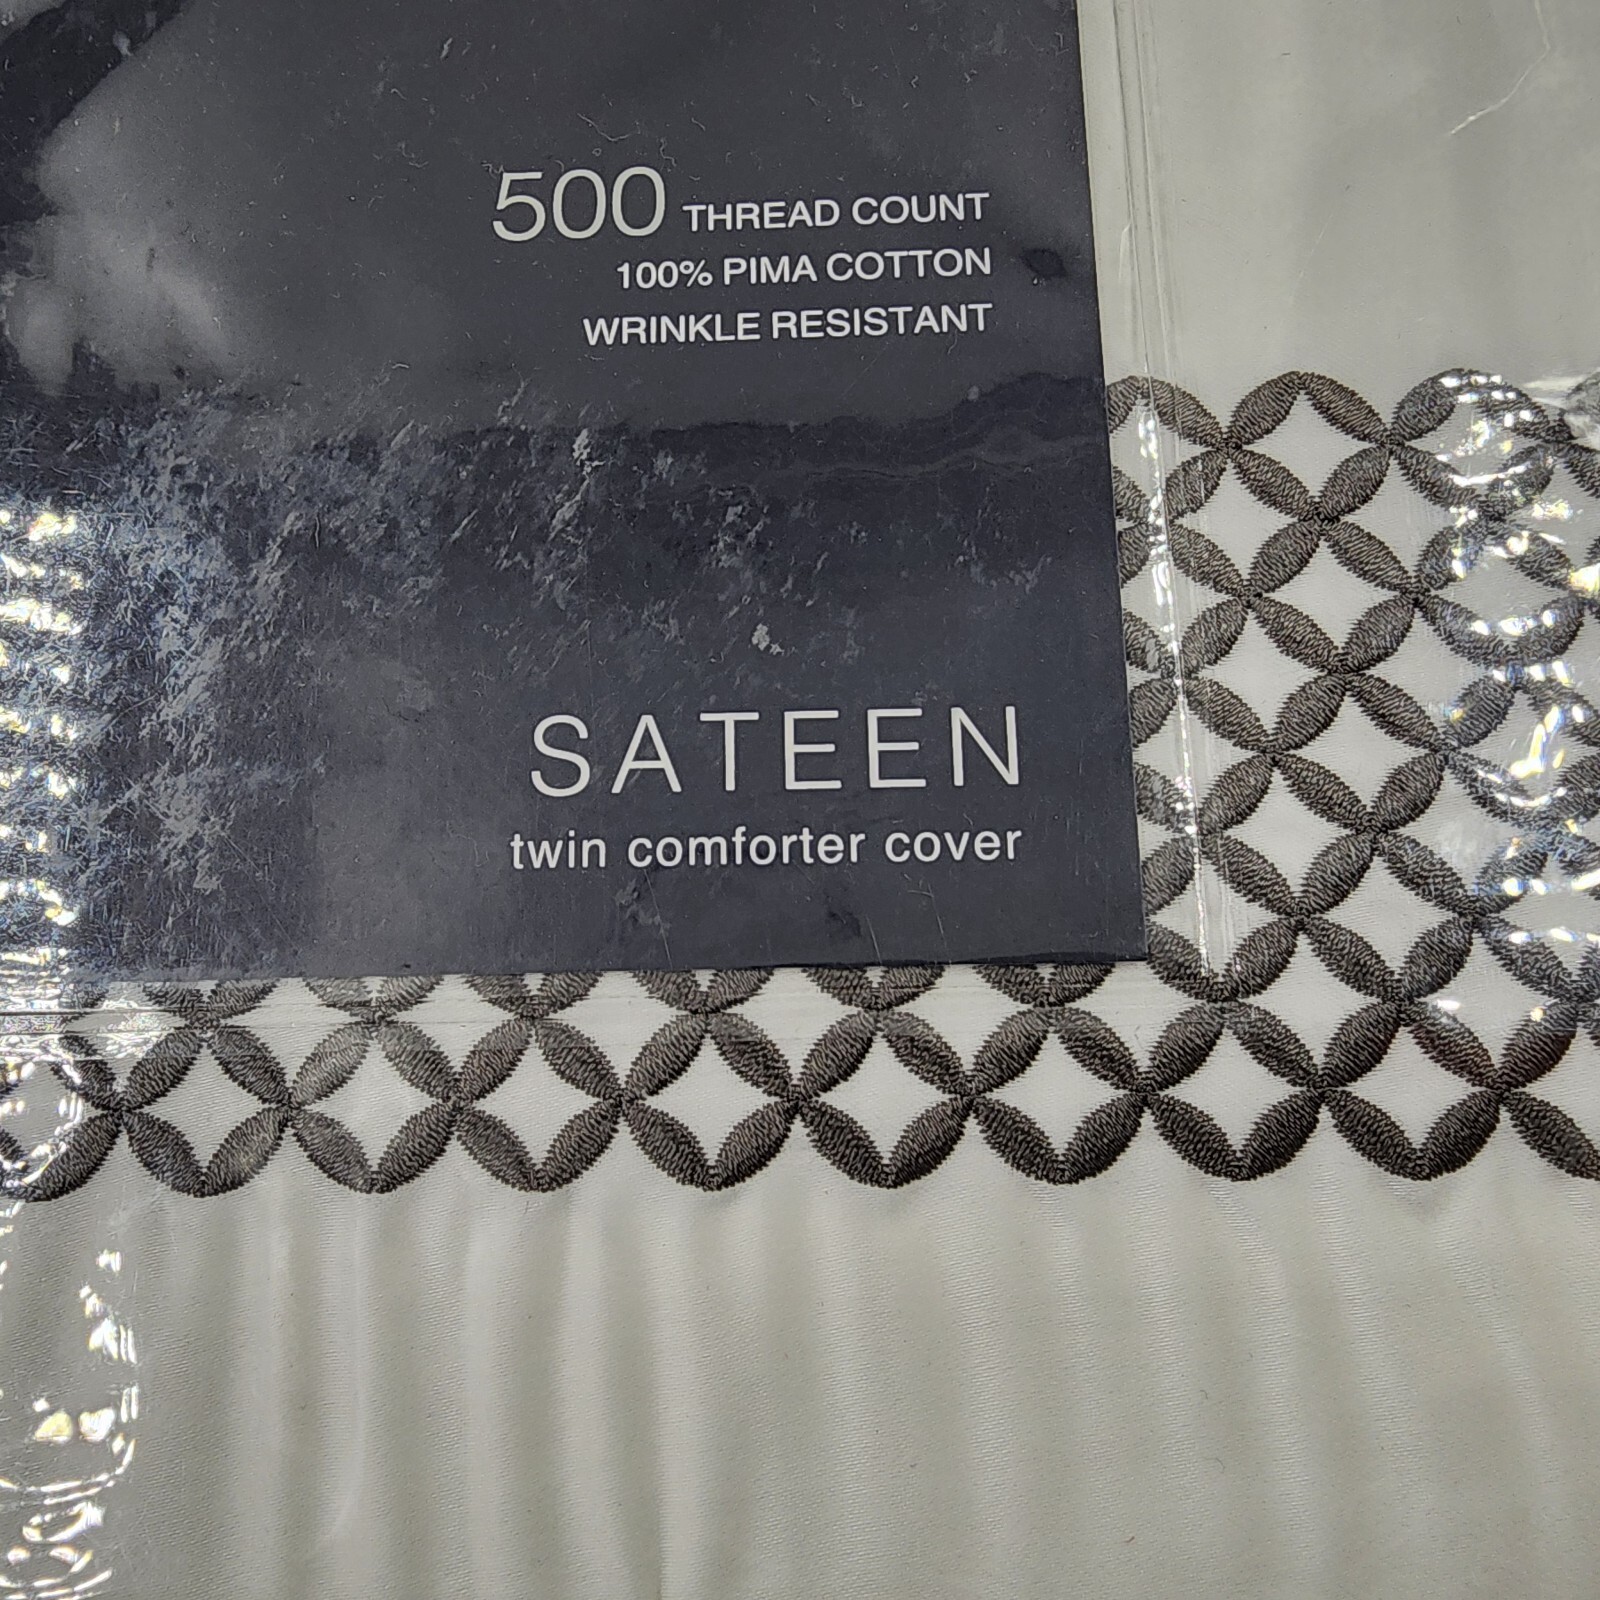 500 THREAD COUNT
100% PIMA COTTON
WRINKLE RESISTANT
SATEEN
twin comforter cover